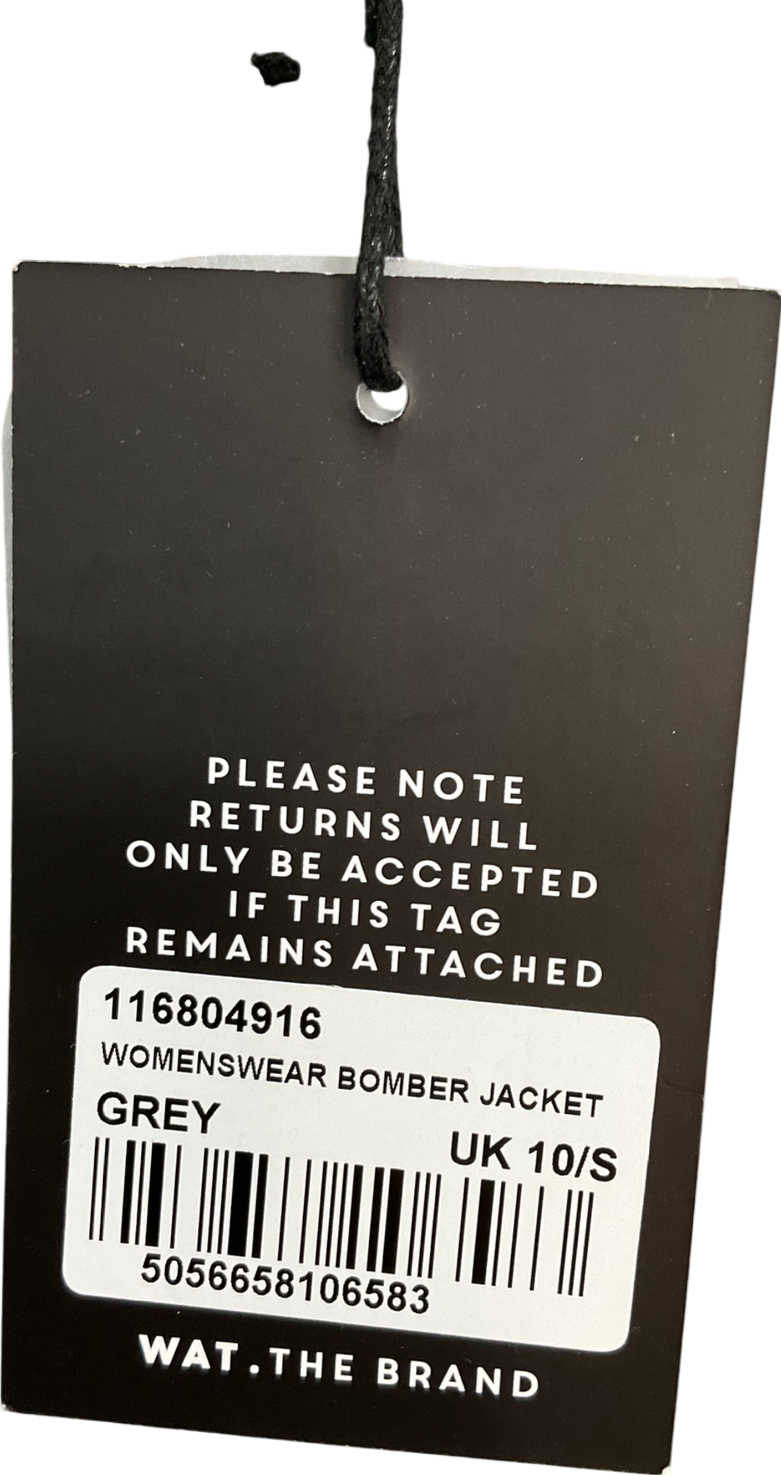 PLEASE NOTE
RETURNS WILL
ONLY BE ACCEPTED
IF THIS TAG
REMAINS ATTACHED
116804916
WOMENSWEAR BOMBER JACKET
GREY
UK 10/S
5056658106583
WAT.THE BRAND